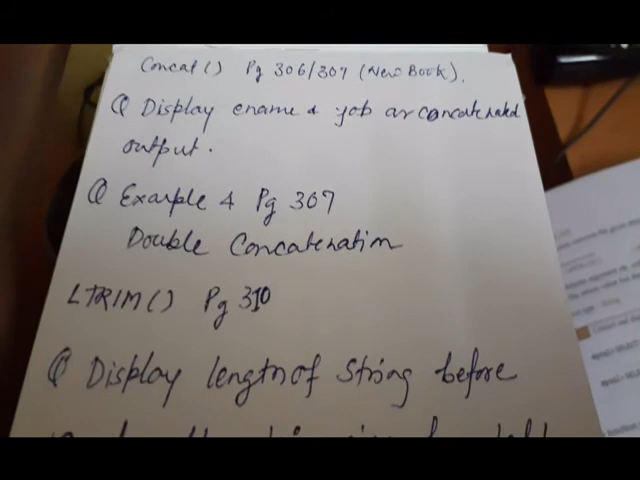 Concat() Pg 306/307 (New Book).
Q Display ename & job as concatenated
output.
Q Example 4 Pg 307
Double Concatenation
LTRIM() Pg 310
Q Display length of string before